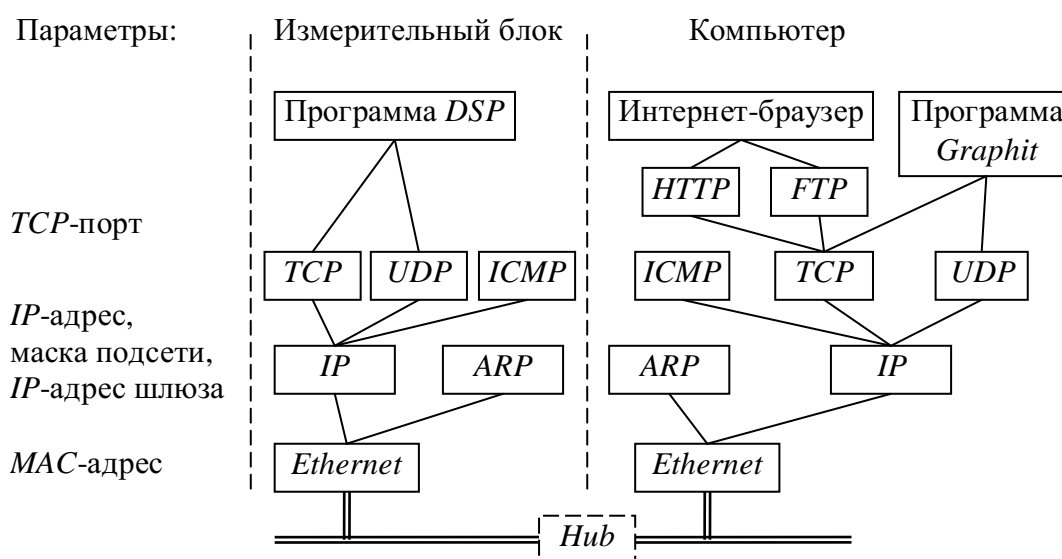 Параметры:
Измерительный блок
Компьютер
Программа DSP
Интернет-браузер
Программа
Graphit
HTTP
FTP
TCP-порт
TCP
UDP
ICMP
ICMP
TCP
UDP
IP-адрес,
маска подсети,
IP-адрес шлюза
IP
ARP
ARP
IP
MAC-адрес
Ethernet
Ethernet
Hub